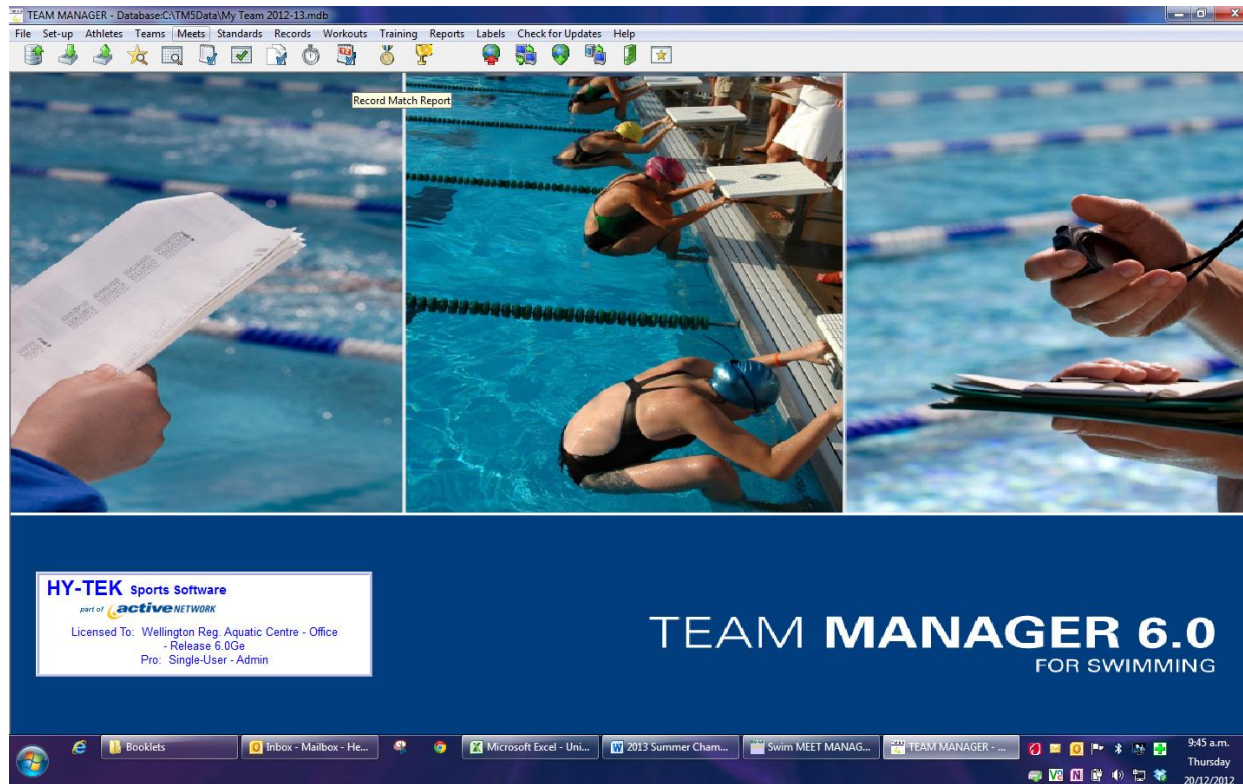 TEAM MANAGER - Database:C:\TM5Data\My Team 2012-13.mdb
File Set-up Athletes Teams Meets Standards Records Workouts Training Reports Labels Check for Updates Help
Record Match Report
HY-TEK Sports Software
part of active NETWORK
Licensed To: Wellington Reg. Aquatic Centre - Office
- Release 6.0Ge
Pro: Single-User - Admin
TEAM MANAGER 6.0
FOR SWIMMING
Booklets
Inbox - Mailbox - He...
Microsoft Excel - Uni...
2013 Summer Cham...
Swim MEET MANAG...
TEAM MANAGER - ...
9:45 a.m.
Thursday
20/12/2012